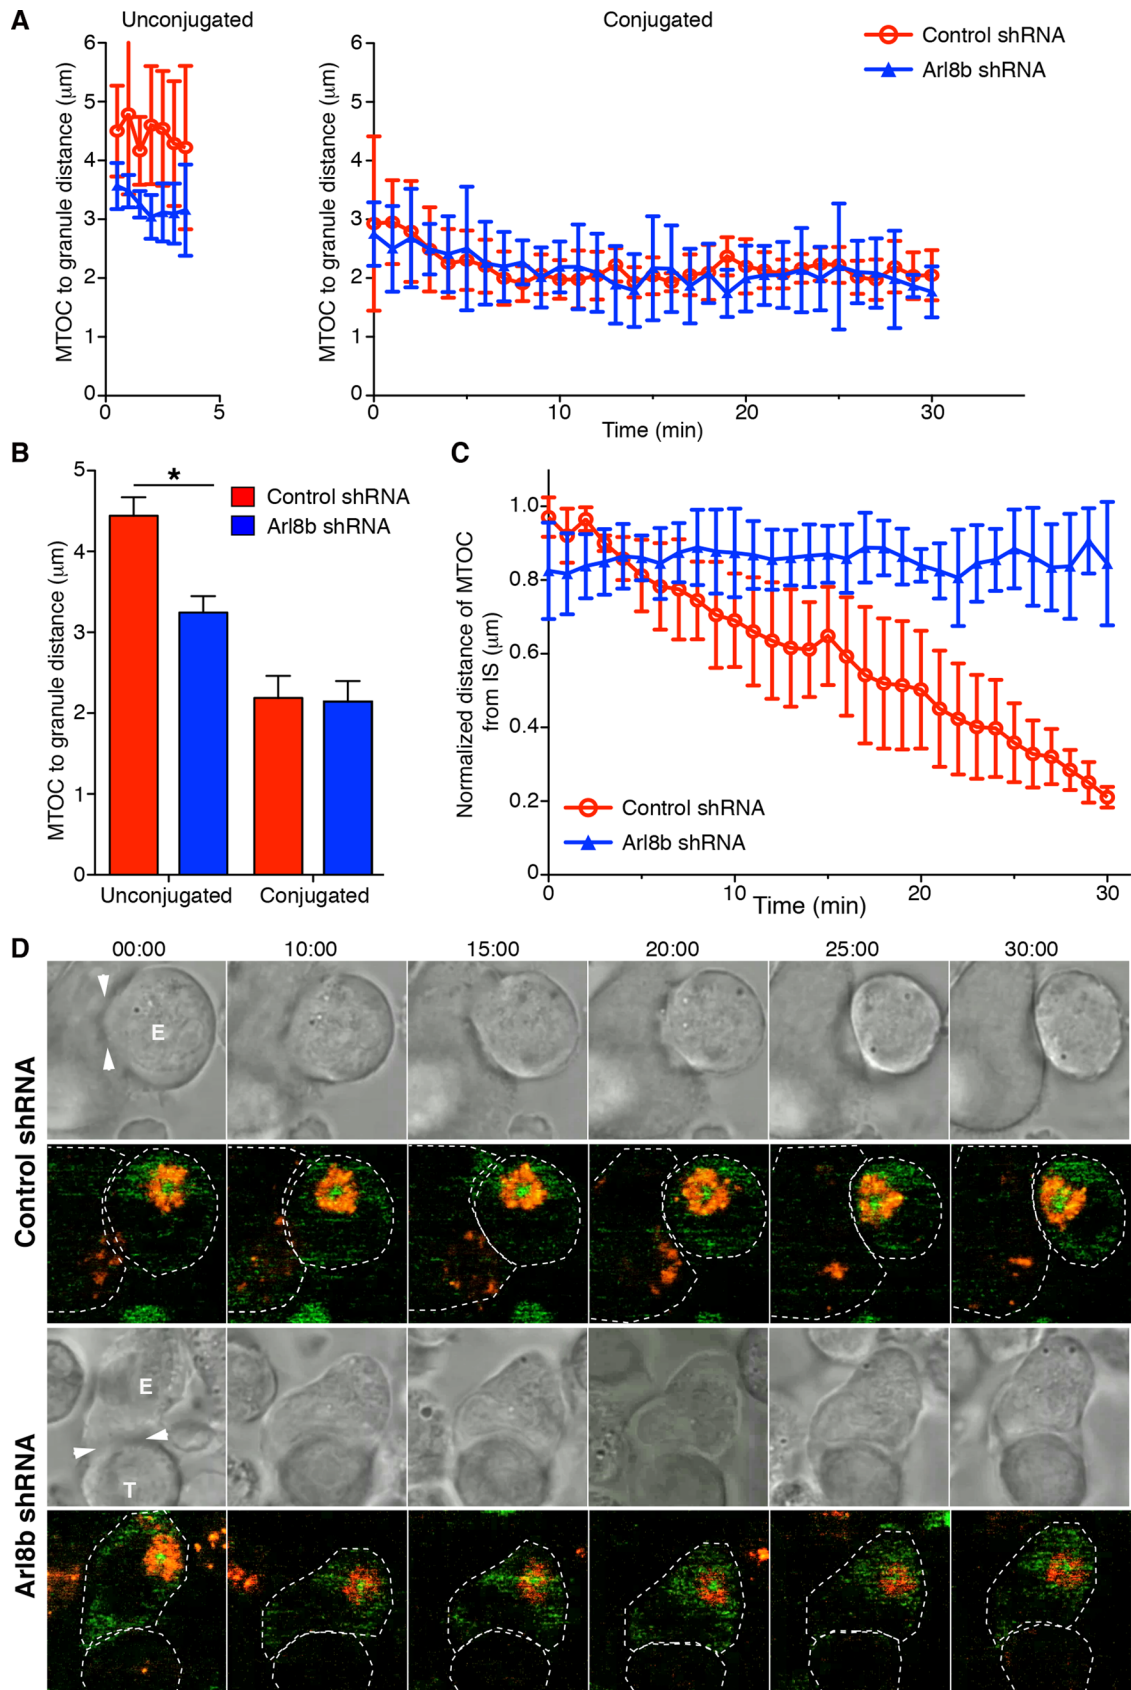 A
Unconjugated
Conjugated
Control shRNA
Arl8b shRNA
MTOC to granule distance (μm)
6
5
4
3
2
1
0
0
5
MTOC to granule distance (μm)
6
5
4
3
2
1
0
0
10
20
30
Time (min)
B
MTOC to granule distance (μm)
5
4
3
2
1
0
*
Control shRNA
Arl8b shRNA
Unconjugated
Conjugated
C
Normalized distance of MTOC
from IS (μm)
1.0
0.8
0.6
0.4
0.2
0
Control shRNA
Arl8b shRNA
0
10
20
30
Time (min)
D
00:00
10:00
15:00
20:00
25:00
30:00
Control shRNA
E
Arl8b shRNA
E
T